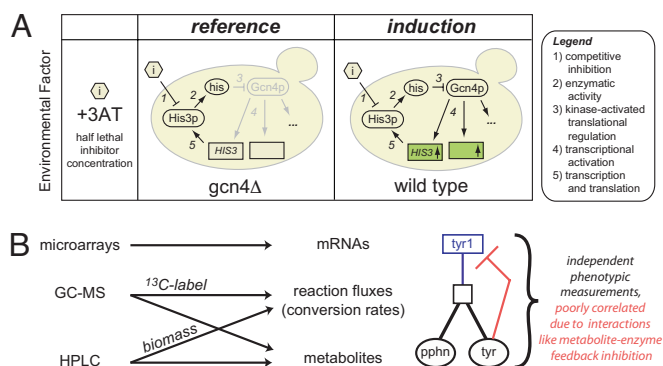 A
reference
induction
Environmental Factor
i
+3AT
half lethal
inhibitor
concentration
i
1
His3p
2
his
3
Gcn4p
4
...
5
HIS3
gcn4Δ
i
1
His3p
2
his
3
Gcn4p
4
...
5
HIS3
wild type
Legend
1) competitive
inhibition
2) enzymatic
activity
3) kinase-activated
translational
regulation
4) transcriptional
activation
5) transcription
and translation
B
microarrays
mRNAs
GC-MS
13C-label
reaction fluxes
(conversion rates)
biomass
HPLC
metabolites
tyr1
pphn
tyr
independent
phenotypic
measurements,
poorly correlated
due to interactions
like metabolite-enzyme
feedback inhibition